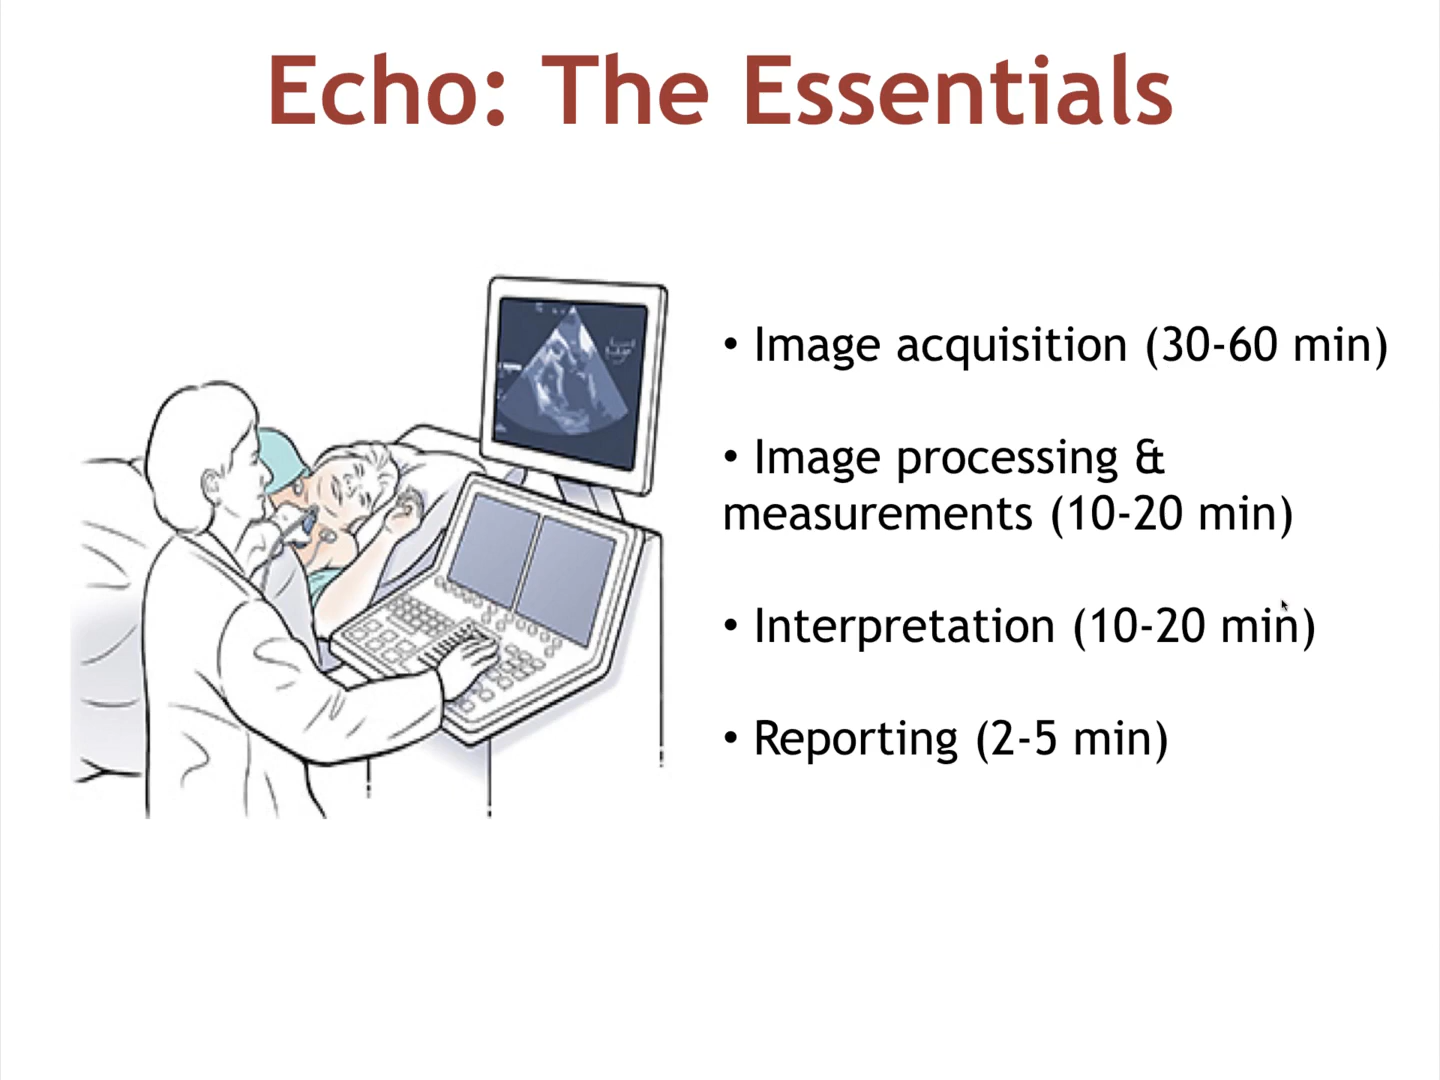 Echo: The Essentials
• Image acquisition (30-60 min)
• Image processing &
measurements (10-20 min)
• Interpretation (10-20 min)
• Reporting (2-5 min)